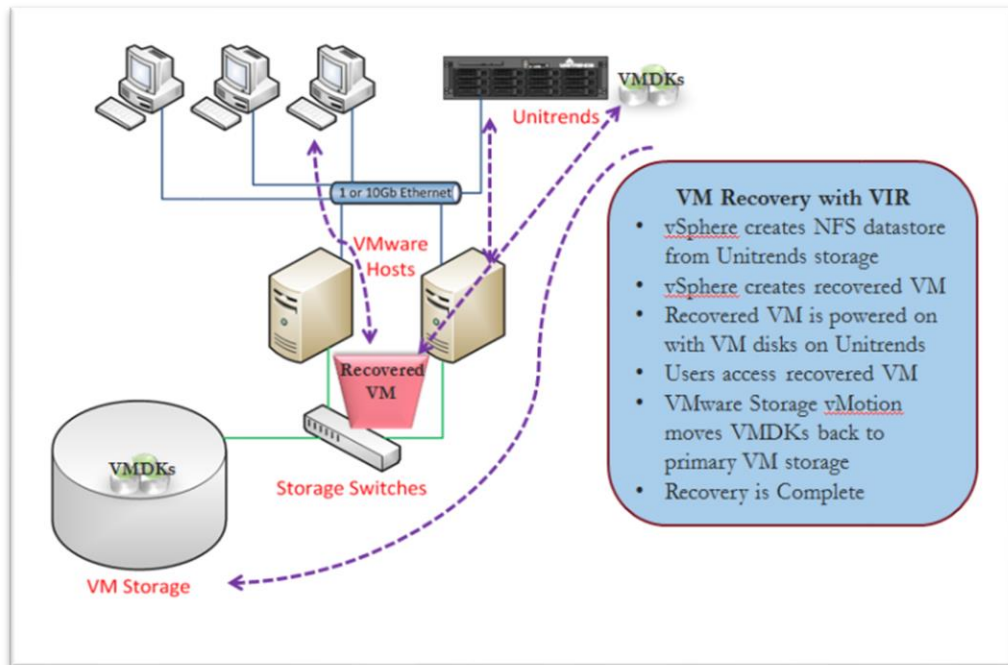 VMDKs
Unitrends
1 or 10Gb Ethernet
VMware
Hosts
Recovered
VM
VMDKs
Storage Switches
VM Storage
VM Recovery with VIR
• vSphere creates NFS datastore
from Unitrends storage
• vSphere creates recovered VM
• Recovered VM is powered on
with VM disks on Unitrends
• Users access recovered VM
• VMware Storage vMotion
moves VMDKs back to
primary VM storage
• Recovery is Complete